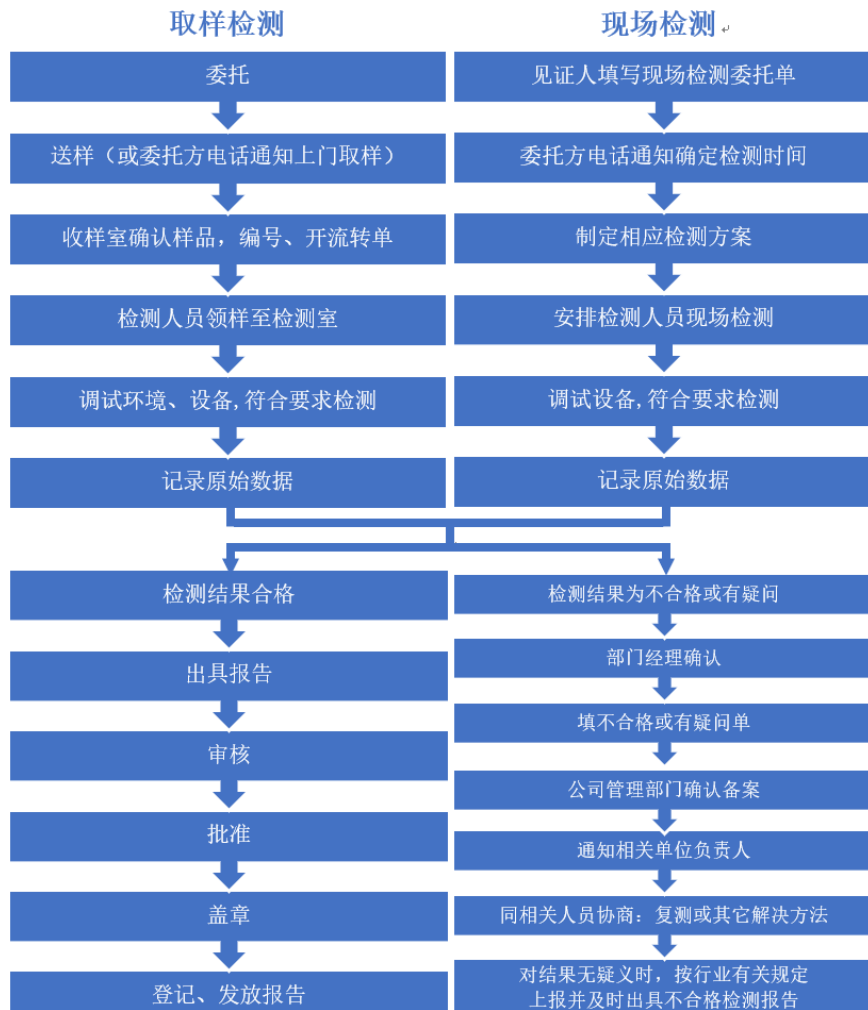 取样检测
委托
送样（或委托方电话通知上门取样）
收样室确认样品，编号、开流转单
检测人员领样至检测室
调试环境、设备,符合要求检测
记录原始数据
现场检测
见证人填写现场检测委托单
委托方电话通知确定检测时间
制定相应检测方案
安排检测人员现场检测
调试设备,符合要求检测
记录原始数据
检测结果合格
出具报告
审核
批准
盖章
登记、发放报告
检测结果为不合格或有疑问
部门经理确认
填不合格或有疑问单
公司管理部门确认备案
通知相关单位负责人
同相关人员协商：复测或其它解决方法
对结果无疑义时，按行业有关规定
上报并及时出具不合格检测报告